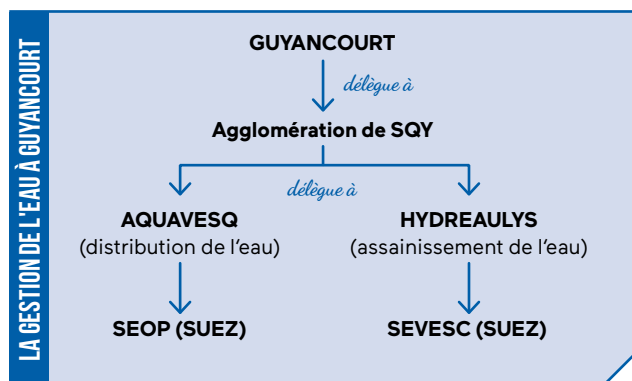 LA GESTION DE L'EAU À GUYANCOURT
GUYANCOURT
délègue à
Agglomération de SQY
délègue à
AQUAVESQ
(distribution de l’eau)
HYDREAULYS
(assainissement de l’eau)
SEOP (SUEZ)
SEVESC (SUEZ)